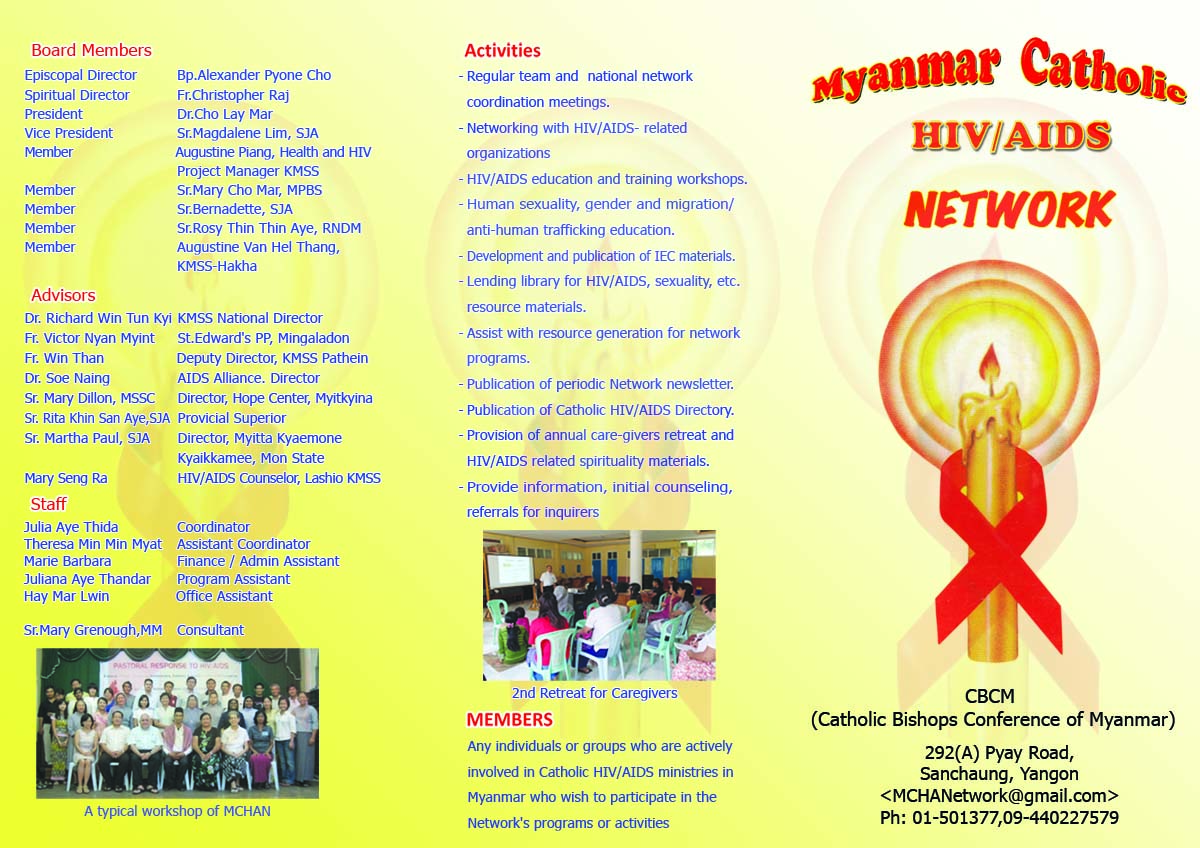 Board Members
Episcopal Director Bp.Alexander Pyone Cho
Spiritual Director Fr.Christopher Raj
President Dr.Cho Lay Mar
Vice President Sr.Magdalene Lim, SJA
Member Augustine Piang, Health and HIV
Project Manager KMSS
Member Sr.Mary Cho Mar, MPBS
Member Sr.Bernadette, SJA
Member Sr.Rosy Thin Thin Aye, RNDM
Member Augustine Van Hel Thang,
KMSS-Hakha
Advisors
Dr. Richard Win Tun Kyi KMSS National Director
Fr. Victor Nyan Myint St.Edward's PP, Mingaladon
Fr. Win Than Deputy Director, KMSS Pathein
Dr. Soe Naing AIDS Alliance. Director
Sr. Mary Dillon, MSSC Director, Hope Center, Myitkyina
Sr. Rita Khin San Aye,SJA Provicial Superior
Sr. Martha Paul, SJA Director, Myitta Kyaemone
Kyaikkamee, Mon State
Mary Seng Ra HIV/AIDS Counselor, Lashio KMSS
Staff
Julia Aye Thida Coordinator
Theresa Min Min Myat Assistant Coordinator
Marie Barbara Finance / Admin Assistant
Juliana Aye Thandar Program Assistant
Hay Mar Lwin Office Assistant
Sr.Mary Grenough,MM Consultant
PASTORAL RESPONSE TO HIV/AIDS
A typical workshop of MCHAN
Activities
- Regular team and national network
coordination meetings.
- Networking with HIV/AIDS- related
organizations
- HIV/AIDS education and training workshops.
- Human sexuality, gender and migration/
anti-human trafficking education.
- Development and publication of IEC materials.
- Lending library for HIV/AIDS, sexuality, etc.
resource materials.
- Assist with resource generation for network
programs.
- Publication of periodic Network newsletter.
- Publication of Catholic HIV/AIDS Directory.
- Provision of annual care-givers retreat and
HIV/AIDS related spirituality materials.
- Provide information, initial counseling,
referrals for inquirers
2nd Retreat for Caregivers
MEMBERS
Any individuals or groups who are actively
involved in Catholic HIV/AIDS ministries in
Myanmar who wish to participate in the
Network's programs or activities
Myanmar Catholic
HIV/AIDS
NETWORK
CBCM
(Catholic Bishops Conference of Myanmar)
292(A) Pyay Road,
Sanchaung, Yangon
<MCHANetwork@gmail.com>
Ph: 01-501377,09-440227579